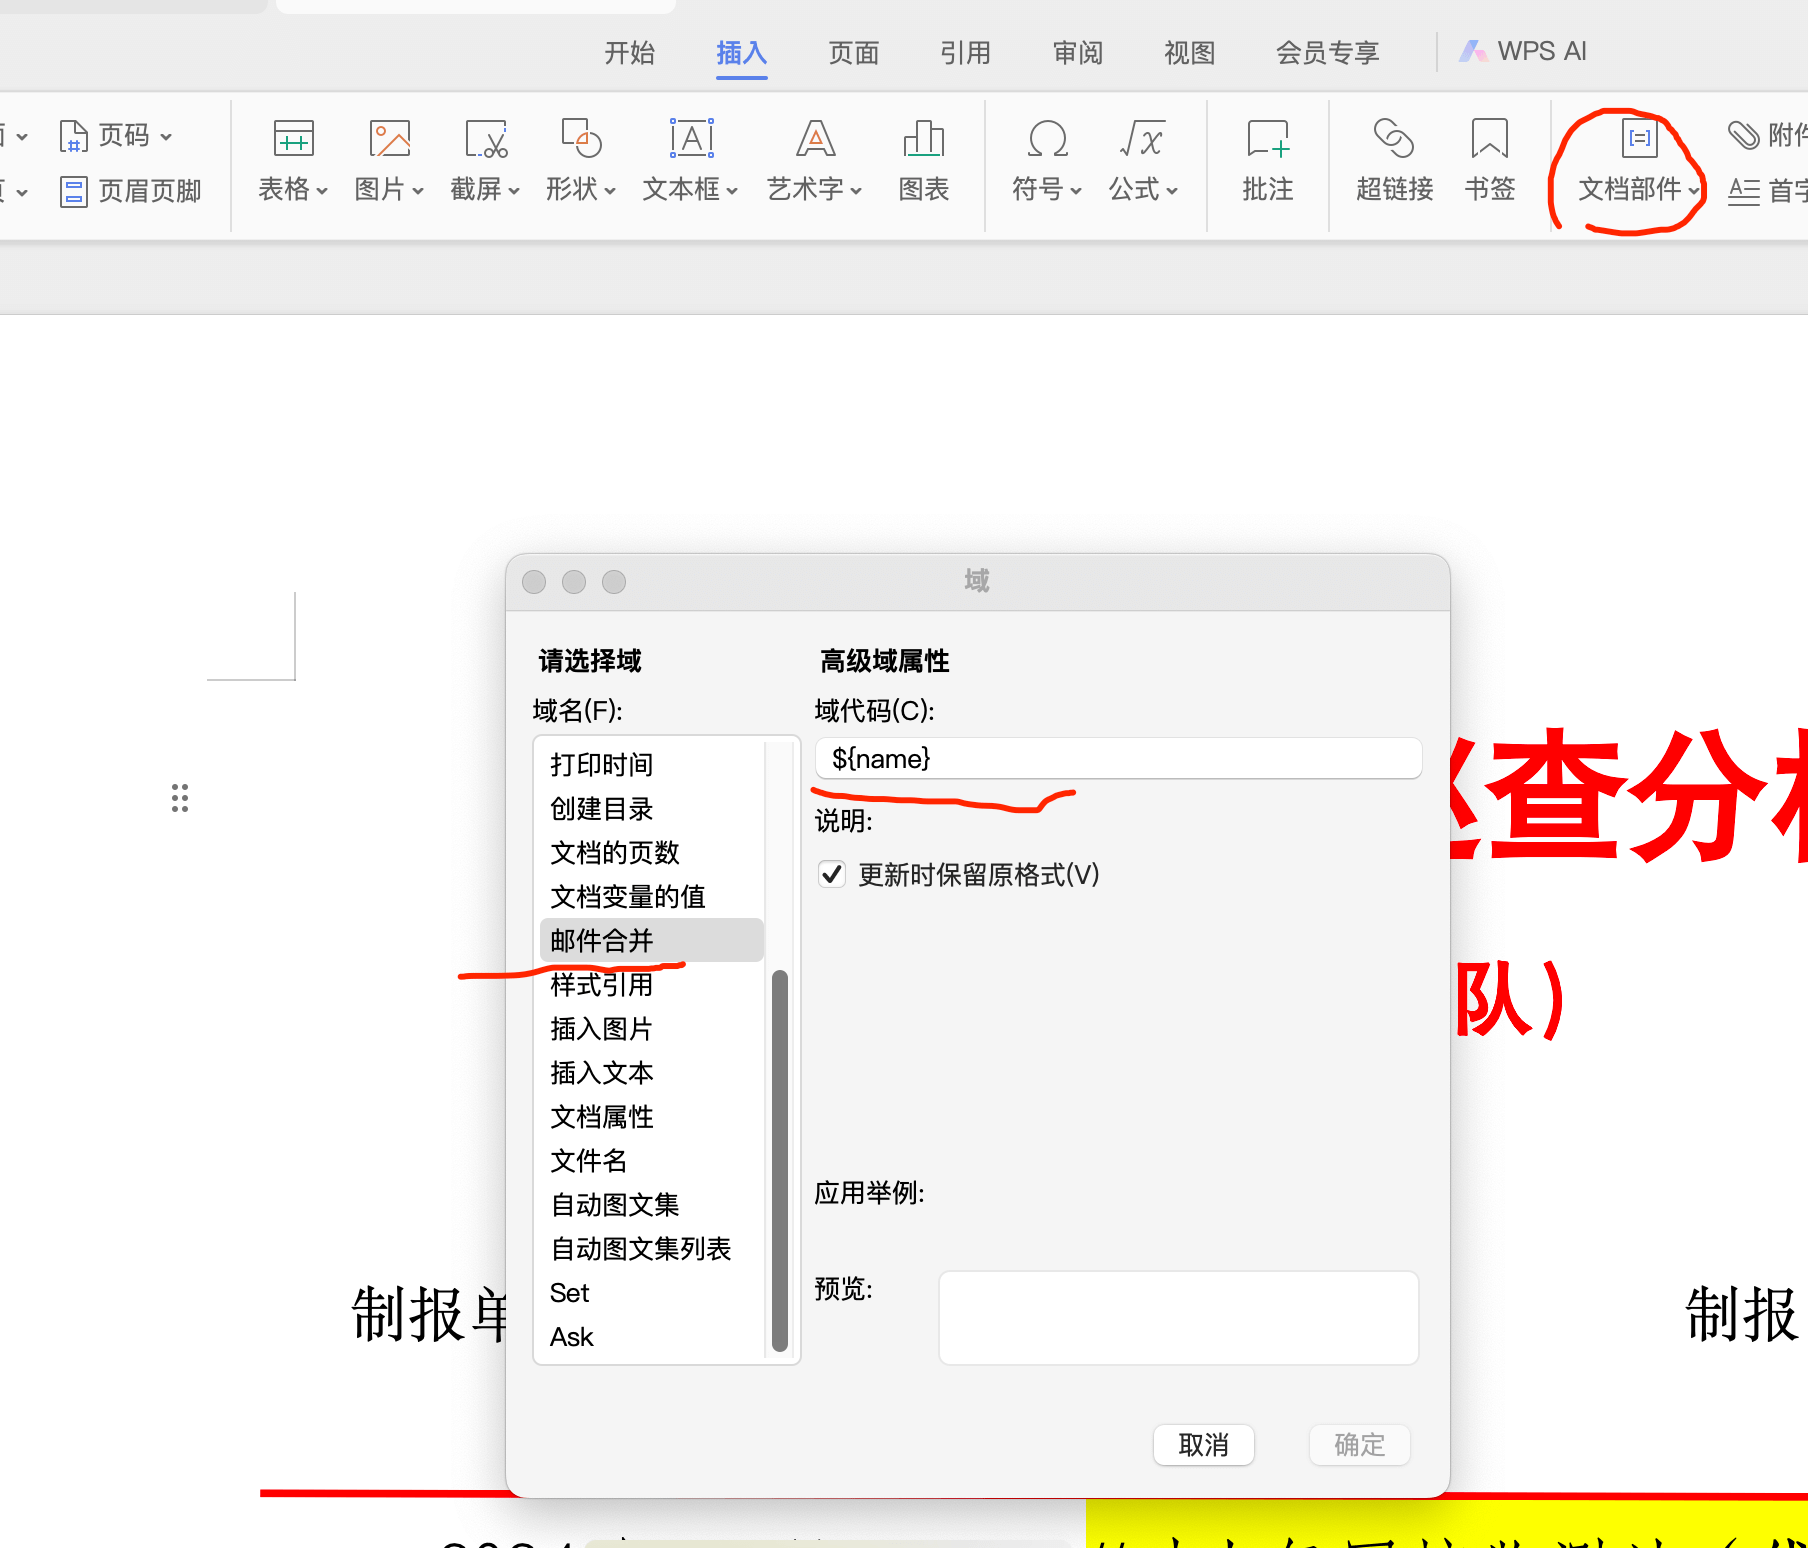 开始 插入 页面 引用 审阅 视图 会员专享 WPS AI
页码 附件
页眉页脚 表格 图片 截屏 形状 文本框 艺术字 图表 符号 公式 批注 超链接 书签 文档部件 首字
域
请选择域 高级域属性
域名(F): 域代码(C):
${name}
打印时间
创建目录
说明:
文档的页数
更新时保留原格式(V)
文档变量的值
邮件合并
样式引用
插入图片
插入文本
文档属性
文件名
应用举例:
自动图文集
自动图文集列表
预览:
Set
Ask
取消 确定
查分
队)
制报单
制报